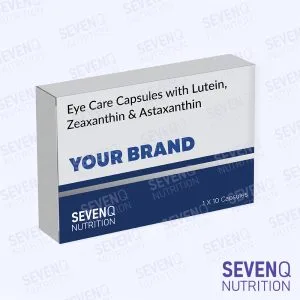 Eye Care Capsules with Lutein,
Zeaxanthin & Astaxanthin
YOUR BRAND
SEVENQ
NUTRITION
1 X 10 Capsules
SEVENQ
NUTRITION